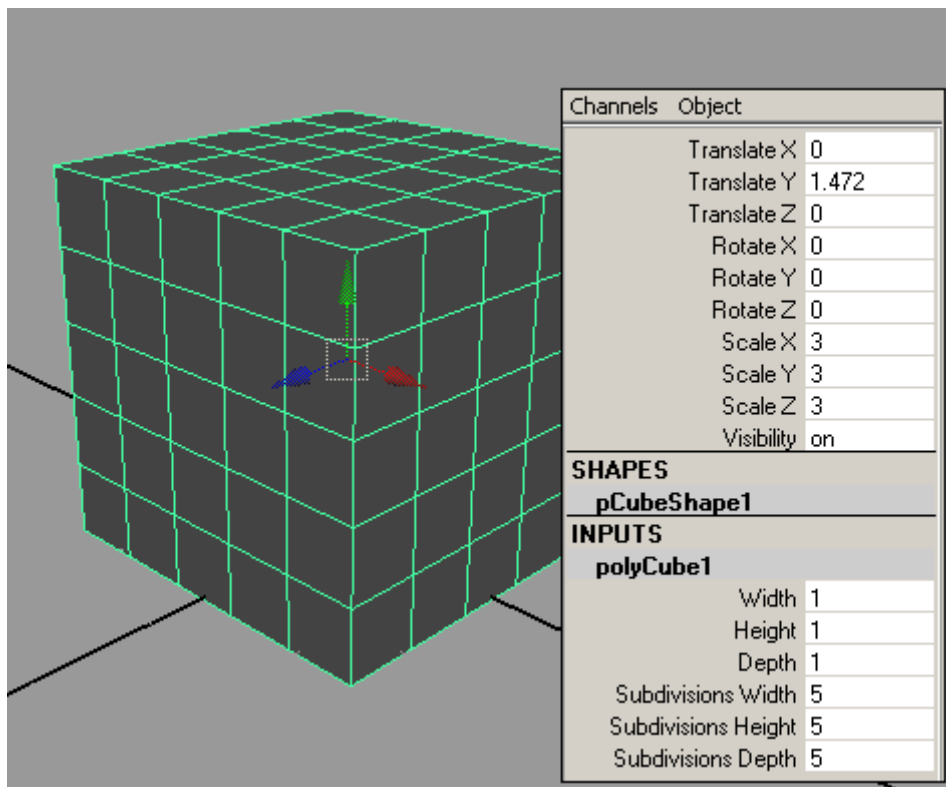 Channels Object
Translate X 0
Translate Y 1.472
Translate Z 0
Rotate X 0
Rotate Y 0
Rotate Z 0
Scale X 3
Scale Y 3
Scale Z 3
Visibility on
SHAPES
pCubeShape1
INPUTS
polyCube1
Width 1
Height 1
Depth 1
Subdivisions Width 5
Subdivisions Height 5
Subdivisions Depth 5